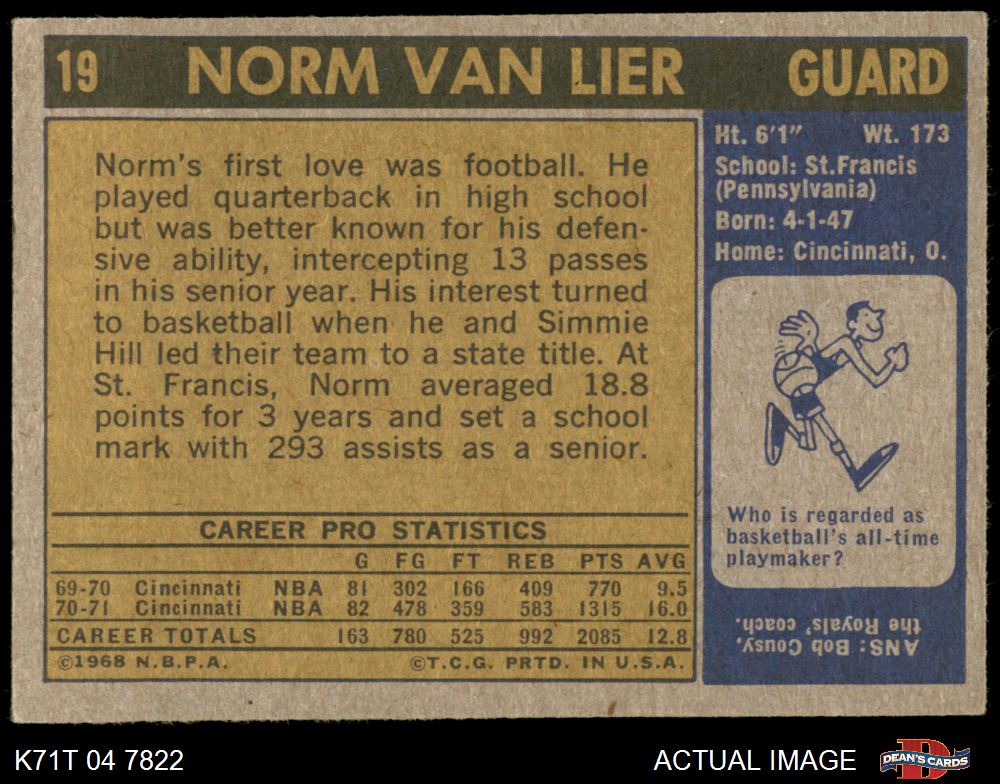 19 NORM VAN LIER GUARD
Norm's first love was football. He
played quarterback in high school
but was better known for his defen-
sive ability, intercepting 13 passes
in his senior year. His interest turned
to basketball when he and Simmie
Hill led their team to a state title. At
St. Francis, Norm averaged 18.8
points for 3 years and set a school
mark with 293 assists as a senior.
CAREER PRO STATISTICS
G FG FT REB PTS AVG
69-70 Cincinnati NBA 81 302 166 409 770 9.5
70-71 Cincinnati NBA 82 478 359 583 1315 16.0
CAREER TOTALS 163 780 525 992 2085 12.8
©1968 N.B.P.A. ©T.C.G. PRTD. IN U.S.A.
Ht. 6'1" Wt. 173
School: St.Francis
(Pennsylvania)
Born: 4-1-47
Home: Cincinnati, O.
Who is regarded as
basketball's all-time
playmaker?
ANS: Bob Cousy,
the Royals' coach.
K71T 04 7822 ACTUAL IMAGE
D
DEAN'S CARDS